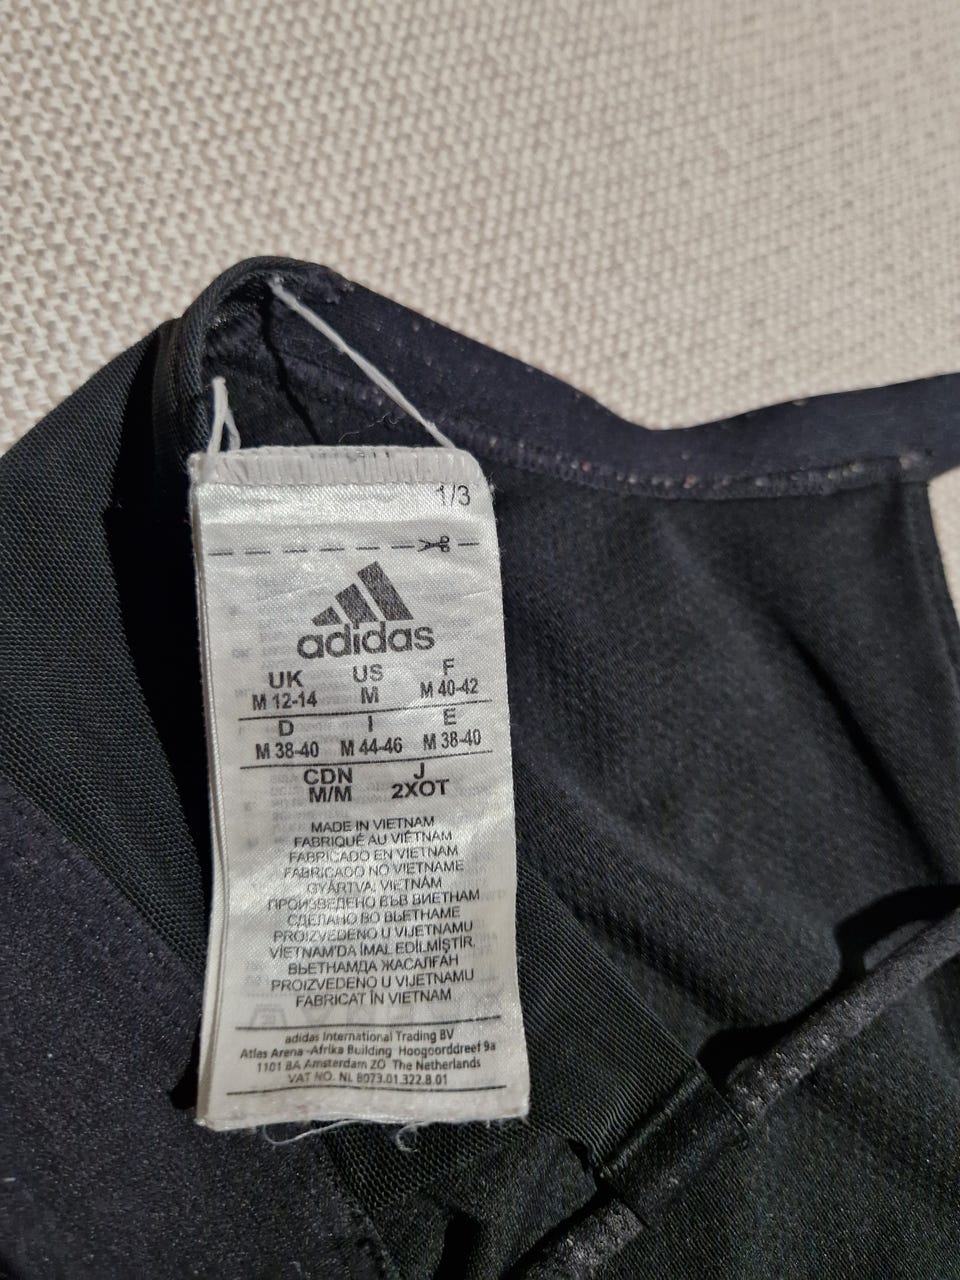 1/3
adidas
UK US F
M 12-14 M M 40-42
D I E
M 38-40 M 44-46 M 38-40
CDN J
M/M 2XOT
MADE IN VIETNAM
FABRIQUÉ AU VIÊTNAM
FABRICADO EN VIETNAM
FABRICADO NO VIETNAME
GYÁRTVA: VIETNÁM
ПРОИЗВЕДЕНО ВЪВ ВИЕТНАМ
СДЕЛАНО ВО ВЬЕТНАМЕ
PROIZVEDENO U VIJETNAMU
VİETNAM'DA İMAL EDİLMİŞTİR.
ВЬЕТНАМДА ЖАСАЛҒАН
PROIZVEDENO U VIJETNAMU
FABRICAT ÎN VIETNAM
adidas International Trading BV
Atlas Arena -Afrika Building Hoogoorddreef 9a
1101 BA Amsterdam ZO The Netherlands
VAT NO. NL 8073.01.322.B.01